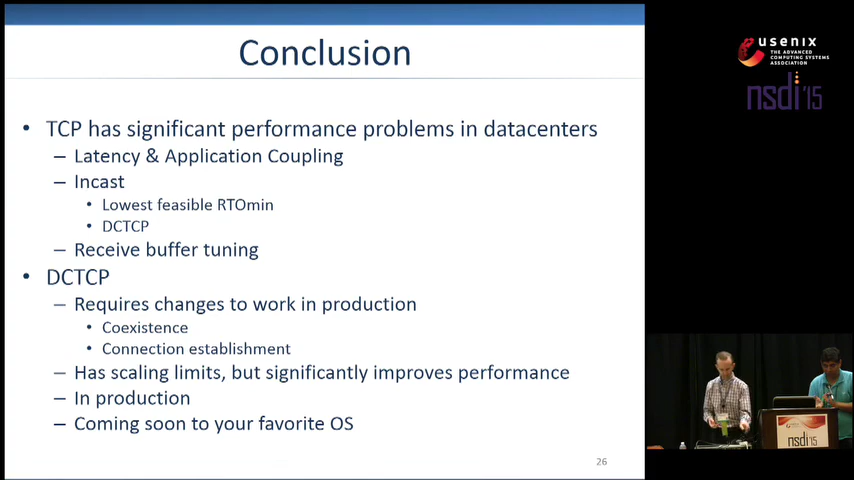 Conclusion
• TCP has significant performance problems in datacenters
– Latency & Application Coupling
– Incast
• Lowest feasible RTOmin
• DCTCP
– Receive buffer tuning
• DCTCP
– Requires changes to work in production
• Coexistence
• Connection establishment
– Has scaling limits, but significantly improves performance
– In production
– Coming soon to your favorite OS
26
usenix
THE ADVANCED
COMPUTING SYSTEMS
ASSOCIATION
nsdi '15
nsdi'15